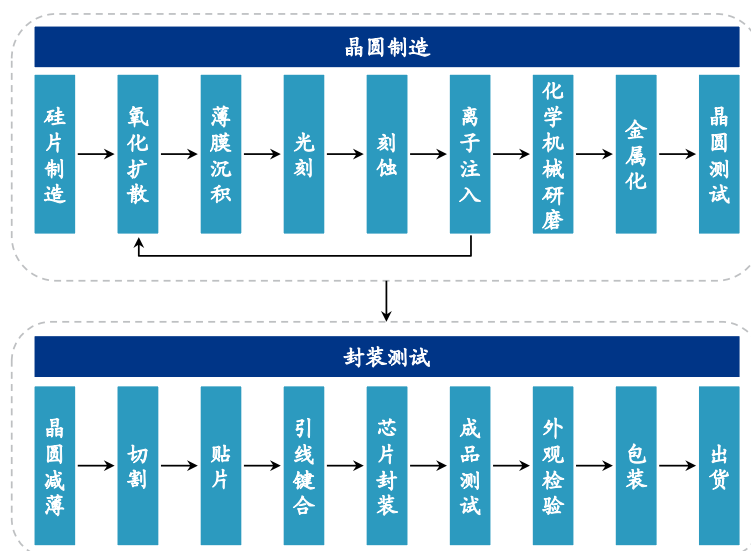 晶圆制造
硅片制造
氧化扩散
薄膜沉积
光刻
刻蚀
离子注入
化学机械研磨
金属化
晶圆测试
封装测试
晶圆减薄
切割
贴片
引线键合
芯片封装
成品测试
外观检验
包装
出货